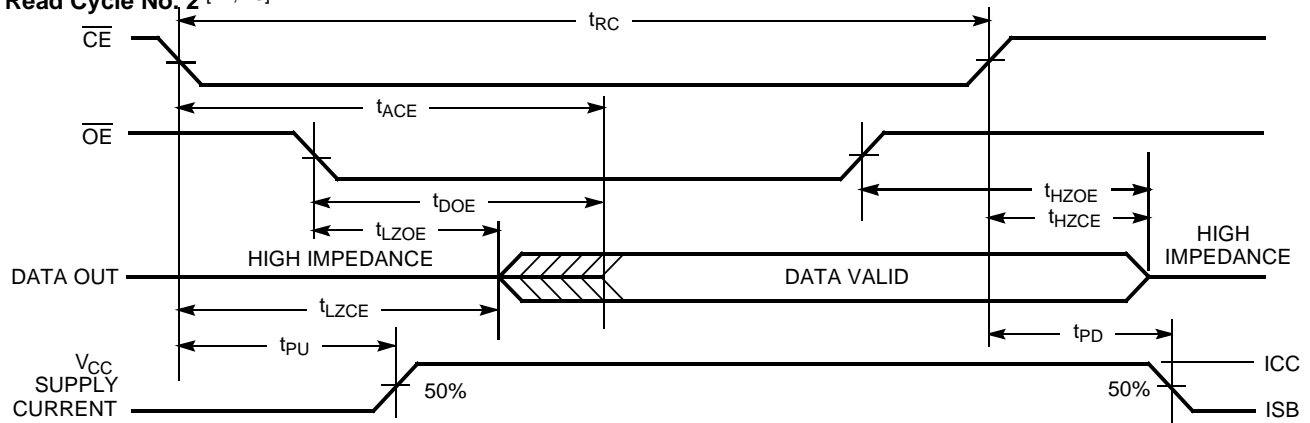 Read Cycle No. 2
tRC
CE
tACE
OE
tHZOE
tDOE
tHZCE
tLZOE
HIGH IMPEDANCE
HIGH
IMPEDANCE
DATA OUT
DATA VALID
tLZCE
tPU
tPD
VCC
SUPPLY
CURRENT
50%
50%
ICC
ISB